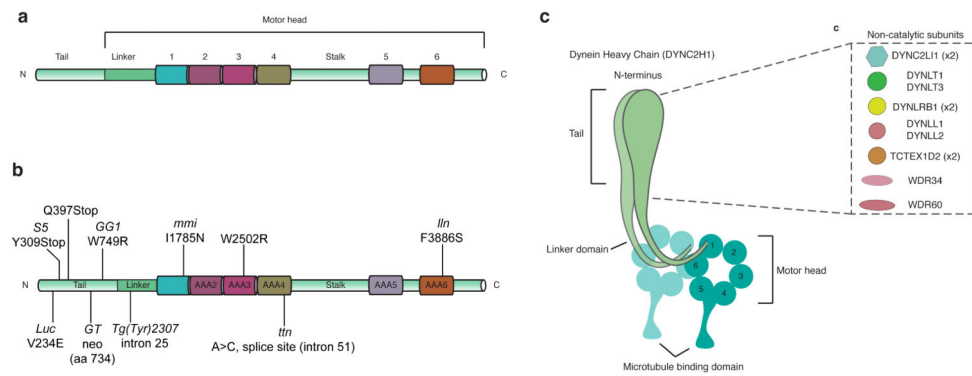 a
Motor head
Tail
Linker
1
2
3
4
Stalk
5
6
N
C
b
Q397Stop
S5
Y309Stop
GG1
W749R
mmi
I1785N
W2502R
lln
F3886S
N
Tail
Linker
AAA2
AAA3
AAA4
Stalk
AAA5
AAA6
C
Luc
V234E
GT
neo
(aa 734)
Tg(Tyr)2307
intron 25
ttn
A>C, splice site (intron 51)
c
Dynein Heavy Chain (DYNC2H1)
N-terminus
Tail
Linker domain
1
2
3
4
5
6
Motor head
Microtubule binding domain
c
Non-catalytic subunits
DYNC2LI1 (x2)
DYNLT1
DYNLT3
DYNLRB1 (x2)
DYNLL1
DYNLL2
TCTEX1D2 (x2)
WDR34
WDR60